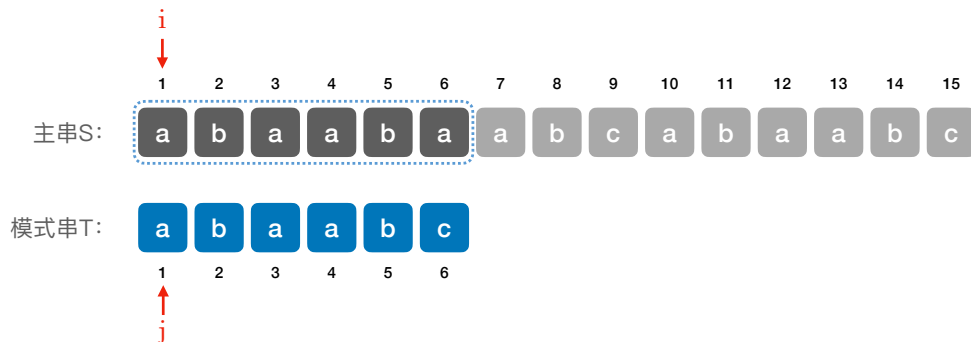 i
1 2 3 4 5 6 7 8 9 10 11 12 13 14 15
主串S: a b a a b a a b c a b a a b c
模式串T: a b a a b c
1 2 3 4 5 6
j